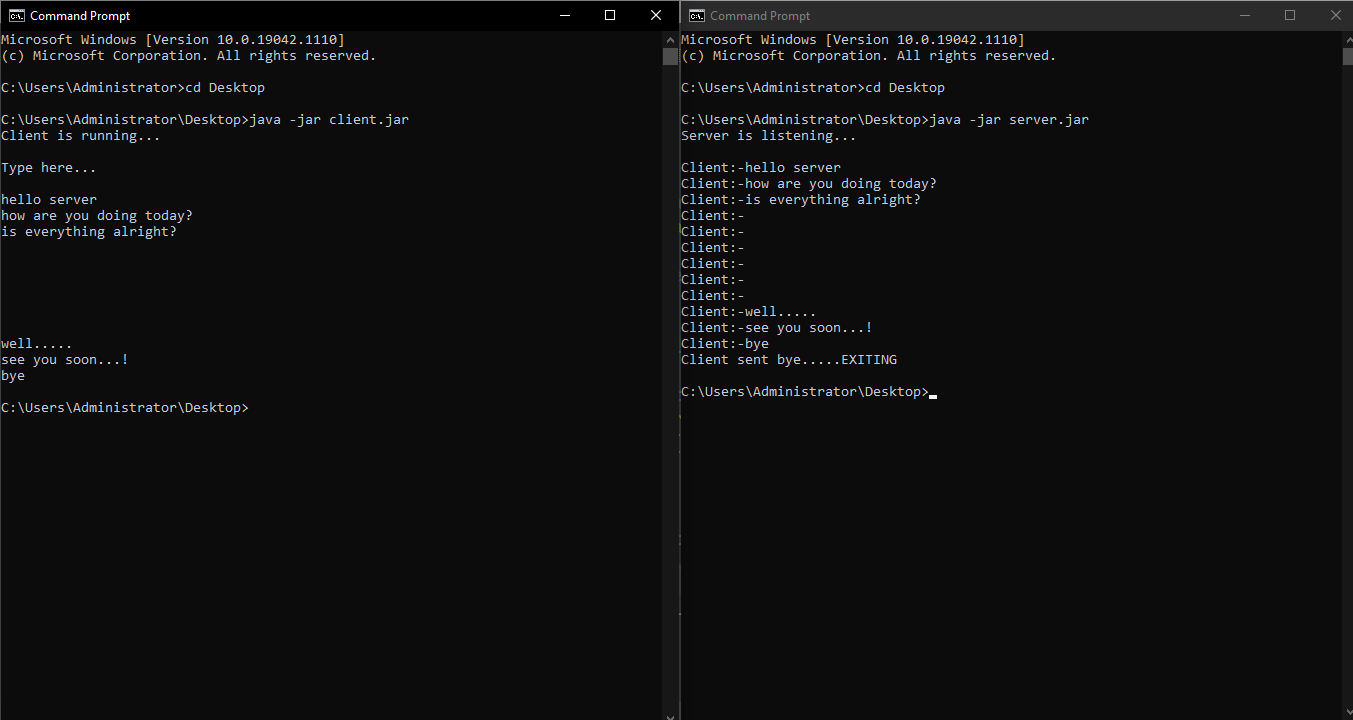 Command Prompt
Microsoft Windows [Version 10.0.19042.1110]
(c) Microsoft Corporation. All rights reserved.
C:\Users\Administrator>cd Desktop
C:\Users\Administrator\Desktop>java -jar client.jar
Client is running...
Type here...
hello server
how are you doing today?
is everything alright?
well.....
see you soon...!
bye
C:\Users\Administrator\Desktop>
Command Prompt
Microsoft Windows [Version 10.0.19042.1110]
(c) Microsoft Corporation. All rights reserved.
C:\Users\Administrator>cd Desktop
C:\Users\Administrator\Desktop>java -jar server.jar
Server is listening...
Client:-hello server
Client:-how are you doing today?
Client:-is everything alright?
Client:-
Client:-
Client:-
Client:-
Client:-
Client:-
Client:-well.....
Client:-see you soon...!
Client:-bye
Client sent bye.....EXITING
C:\Users\Administrator\Desktop>